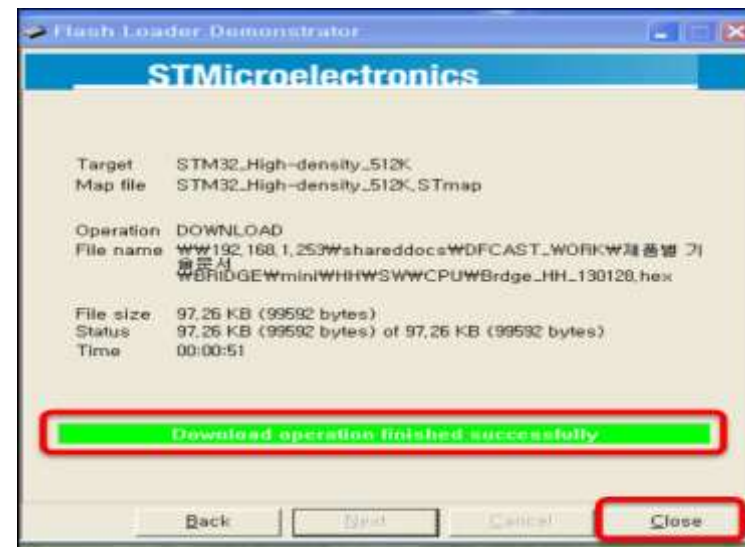 Flash Loader Demonstrator
STMicroelectronics
Target STM32_High-density_512K
Map file STM32_High-density_512K.STmap
Operation DOWNLOAD
File name ₩₩192.168.1.253₩shareddocs₩DFCAST_WORK₩제품별 기
술문서
₩BRIDGE₩mini₩HH₩SW₩CPU₩Brdge_HH_130128.hex
File size 97.26 KB (99592 bytes)
Status 97.26 KB (99592 bytes) of 97.26 KB (99592 bytes)
Time 00:00:51
Download operation finished successfully
Back Next Cancel Close